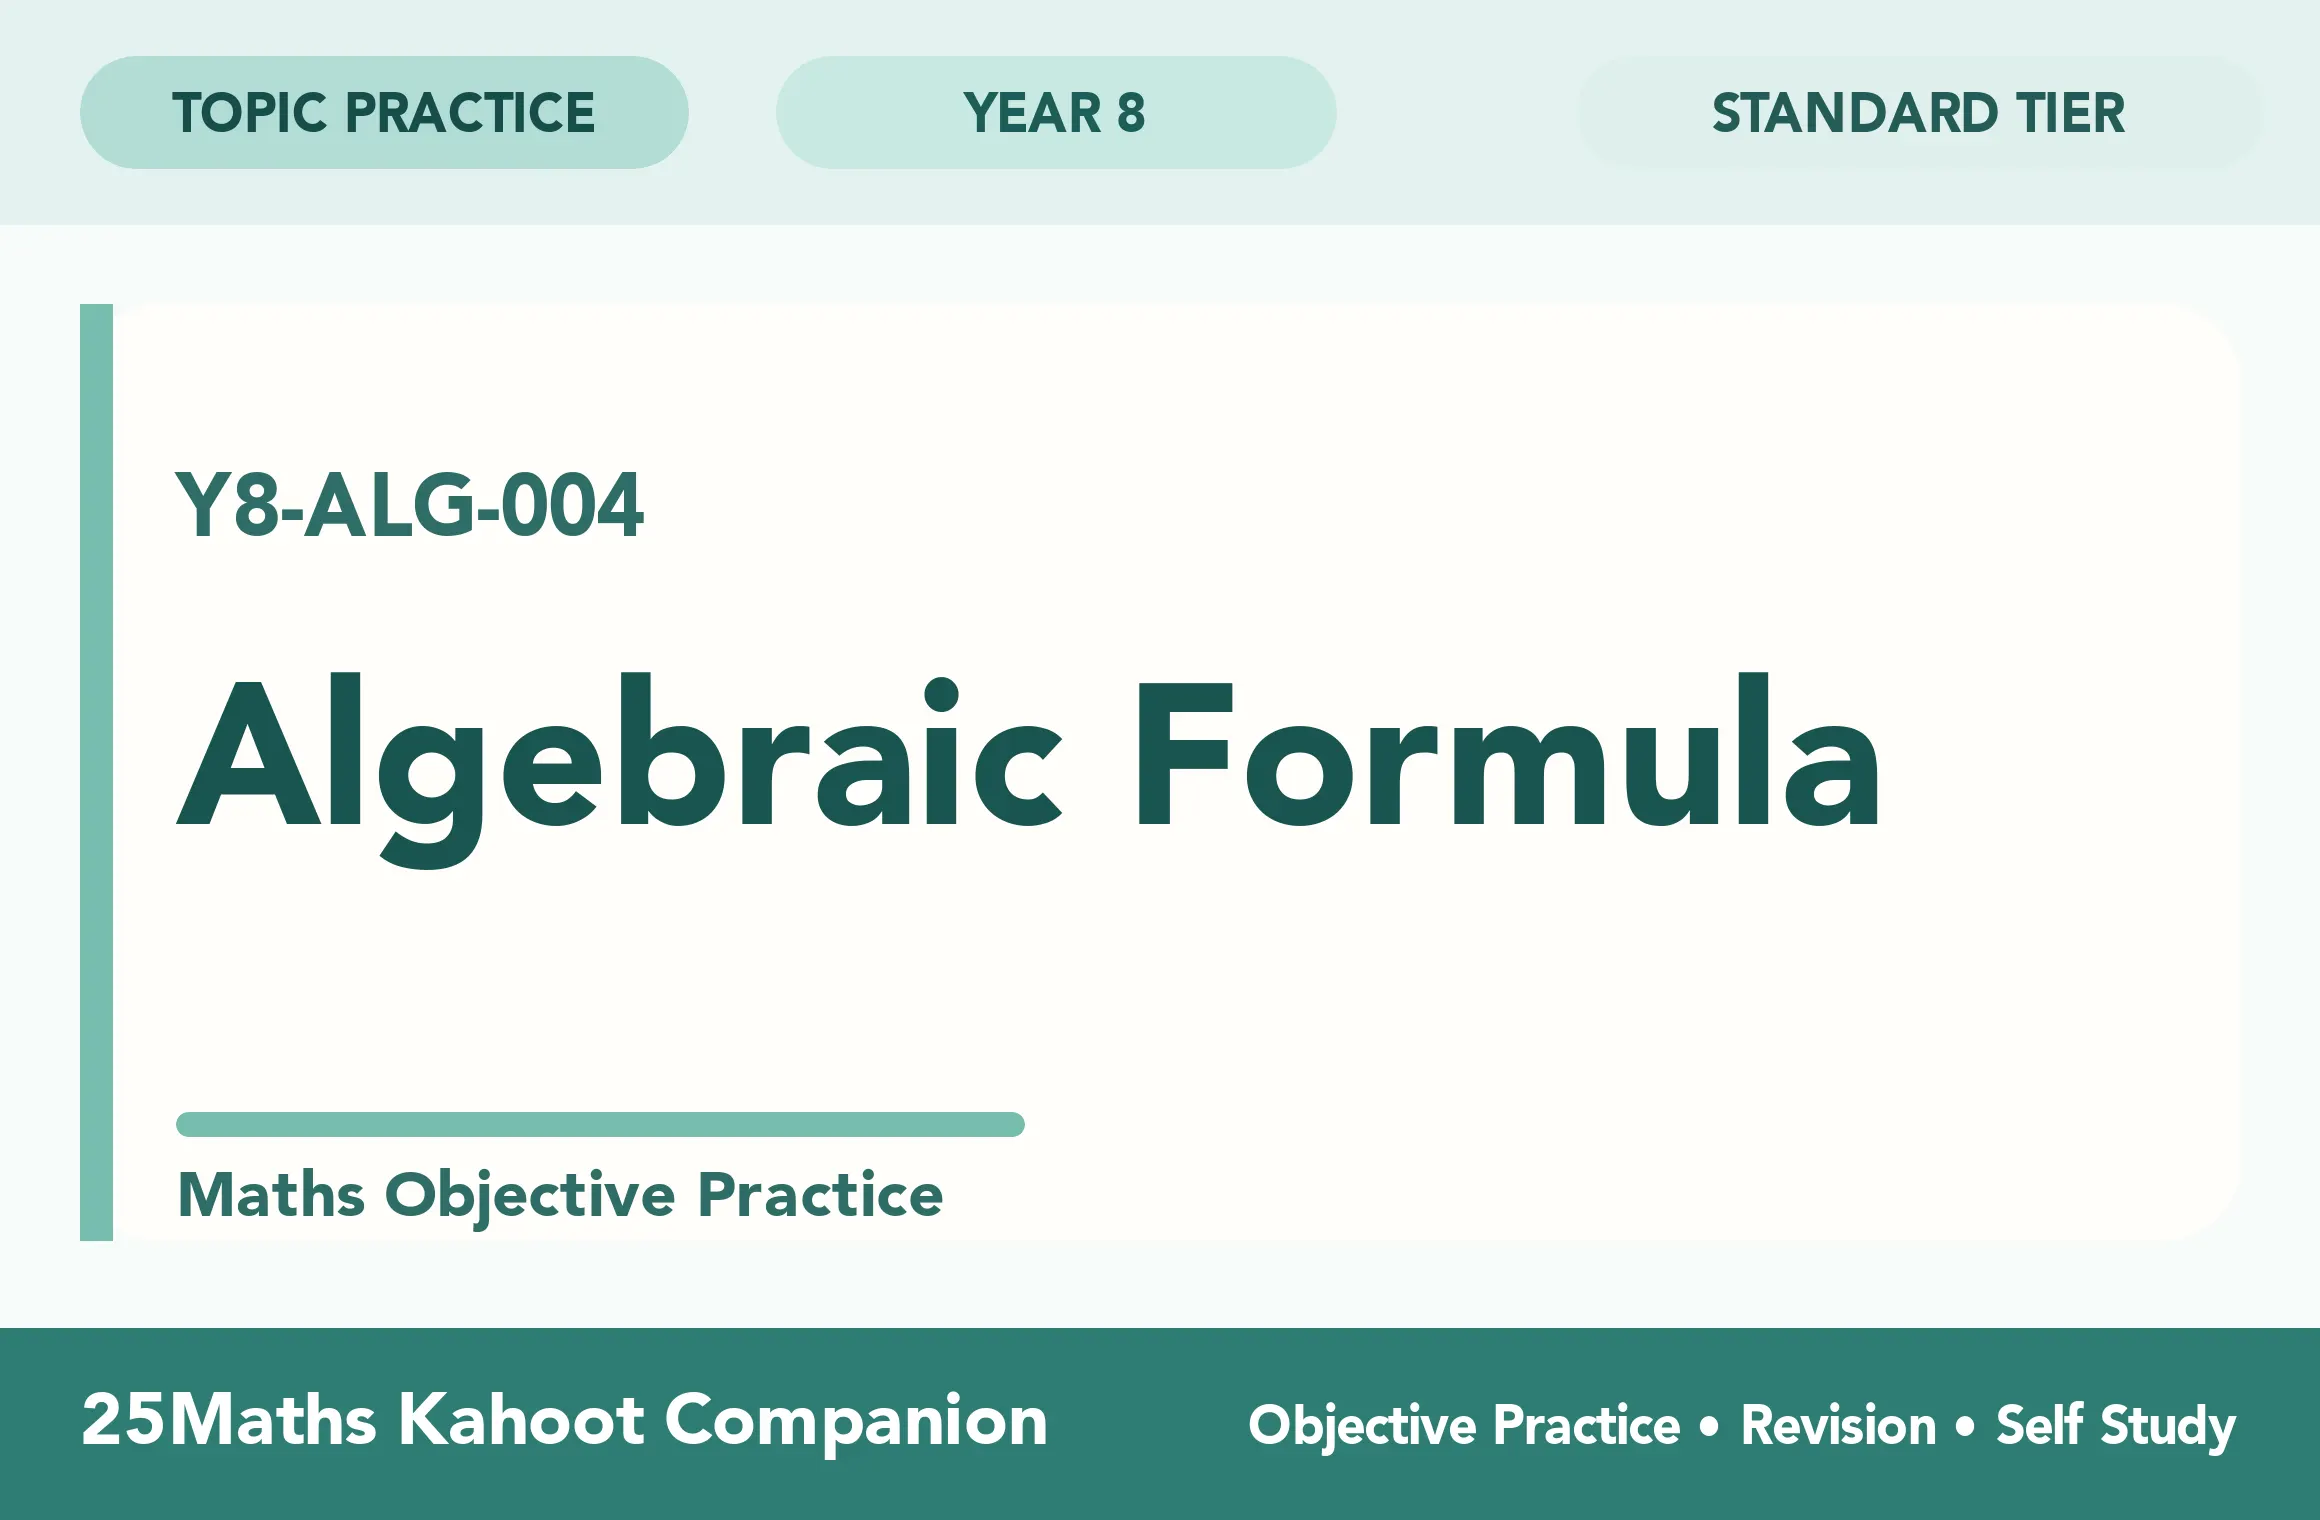 TOPIC PRACTICE
YEAR 8
STANDARD TIER
Y8-ALG-004
Algebraic Formula
Maths Objective Practice
25Maths Kahoot Companion
Objective Practice • Revision • Self Study